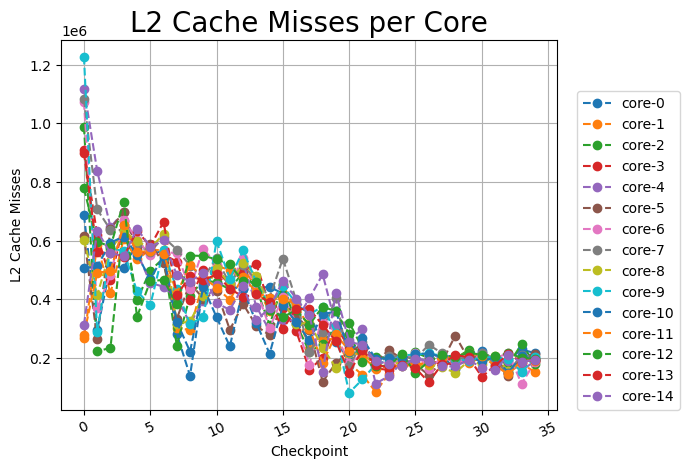 L2 Cache Misses per Core
1e6
1.2
1.0
0.8
0.6
0.4
0.2
L2 Cache Misses
0
5
10
15
20
25
30
35
Checkpoint
core-0
core-1
core-2
core-3
core-4
core-5
core-6
core-7
core-8
core-9
core-10
core-11
core-12
core-13
core-14